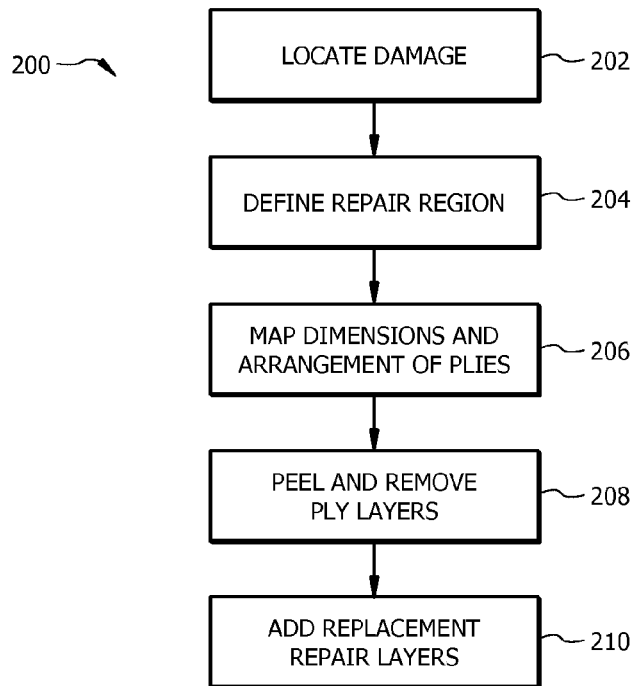 200
LOCATE DAMAGE
202
DEFINE REPAIR REGION
204
MAP DIMENSIONS AND
ARRANGEMENT OF PLIES
206
PEEL AND REMOVE
PLY LAYERS
208
ADD REPLACEMENT
REPAIR LAYERS
210